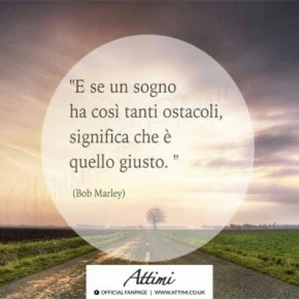 "E se un sogno
ha così tanti ostacoli,
significa che è
quello giusto. "
(Bob Marley)
Attimi
OFFICIAL FANPAGE | WWW.ATTIMI.CO.UK